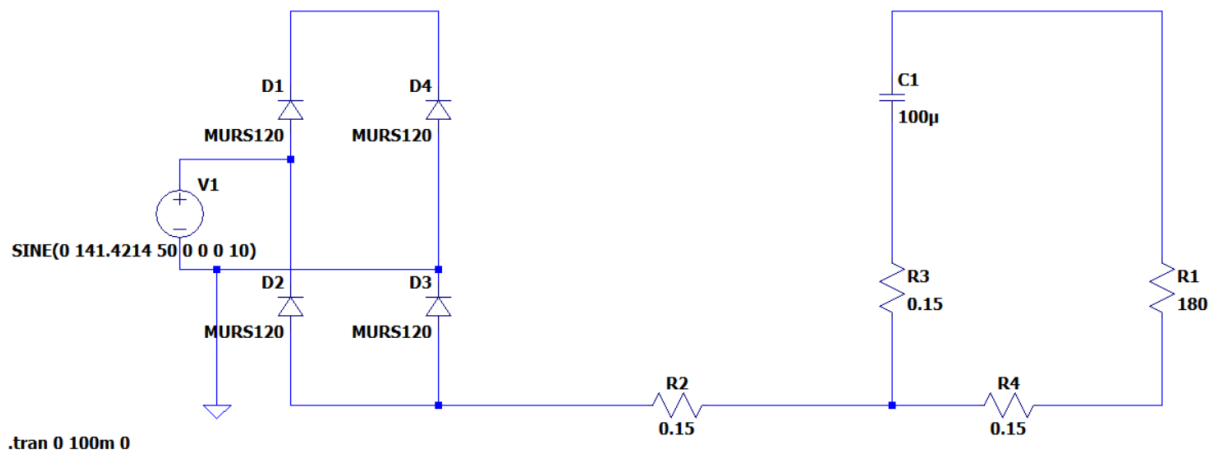 D1
MURS120
D4
MURS120
V1
SINE(0 141.4214 50 0 0 0 10)
D2
MURS120
D3
MURS120
C1
100µ
R3
0.15
R1
180
R2
0.15
R4
0.15
.tran 0 100m 0